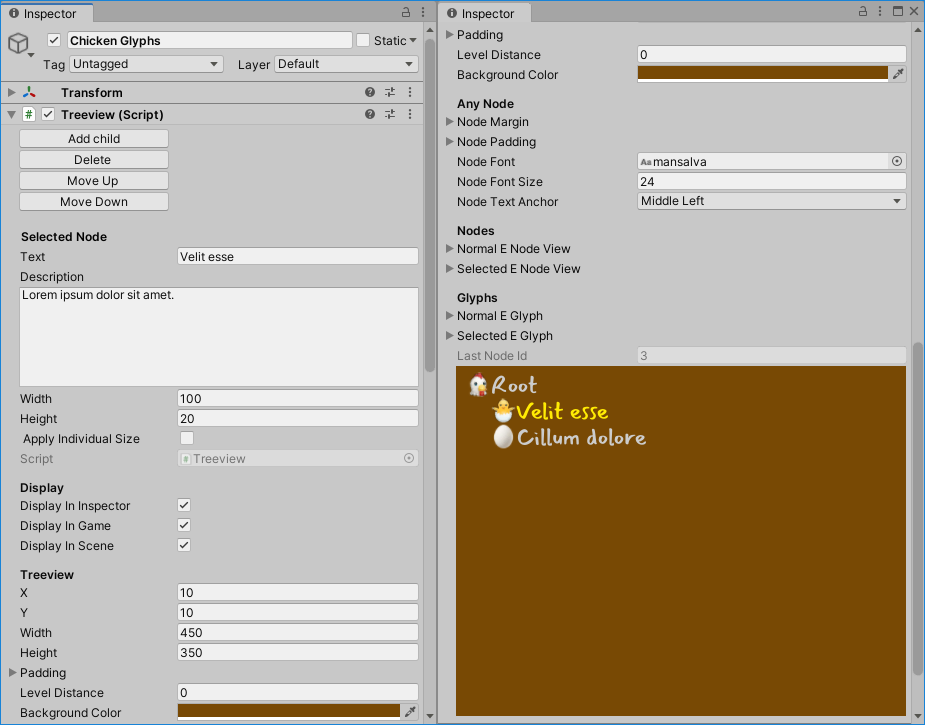 Inspector
Chicken Glyphs
Static
Tag Untagged Layer Default
Transform
# Treeview (Script)
Add child
Delete
Move Up
Move Down
Selected Node
Text Velit esse
Description
Lorem ipsum dolor sit amet.
Width 100
Height 20
Apply Individual Size
Script # Treeview
Display
Display In Inspector
Display In Game
Display In Scene
Treeview
X 10
Y 10
Width 450
Height 350
Padding
Level Distance 0
Background Color
Inspector
Padding
Level Distance 0
Background Color
Any Node
Node Margin
Node Padding
Node Font Aa mansalva
Node Font Size 24
Node Text Anchor Middle Left
Nodes
Normal E Node View
Selected E Node View
Glyphs
Normal E Glyph
Selected E Glyph
Last Node Id 3
Root
Velit esse
Cillum dolore